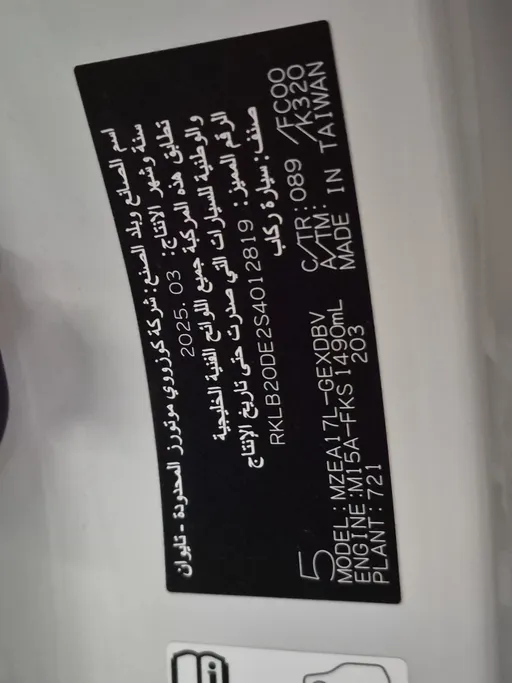 اسم الصانع وبلد الصنع: شركة كوزووي موتورز المحدودة - تايوان
سنة وشهر الانتاج: 2025. 03
تطابق هذه المركبة جميع اللوائح الفنية الخليجية
والوطنية للسيارات التي صدرت حتى تاريخ الإنتاج
الرقم المميز: RKLB20DE2S4012819
صنف: سيارة ركاب
5
MODEL: MZEA17L-GEXDBV
ENGINE: M15A-FKS 1490mL
PLANT: 721 203
C/TR: 089 /FC00
A/TM: /K320
MADE IN TAIWAN